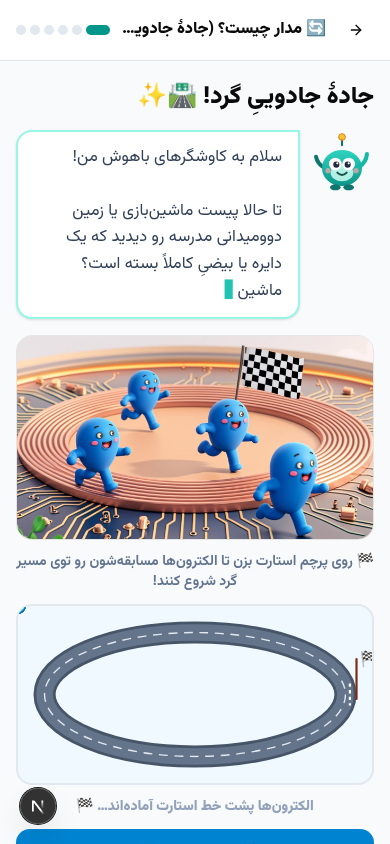 🔄 مدار چیست؟ (جادهٔ جادویـ...
جادهٔ جادوییِ گرد! 🛣️✨
سلام به کاوشگرهای باهوش من!
تا حالا پیست ماشین‌بازی یا زمین
دوومیدانی مدرسه رو دیدید که یک
دایره یا بیضیِ کاملاً بسته است؟
ماشین
🏁 روی پرچم استارت بزن تا الکترون‌ها مسابقه‌شون رو توی مسیر
گرد شروع کنند!
الکترون‌ها پشت خط استارت آماده‌اند... 🏁
N